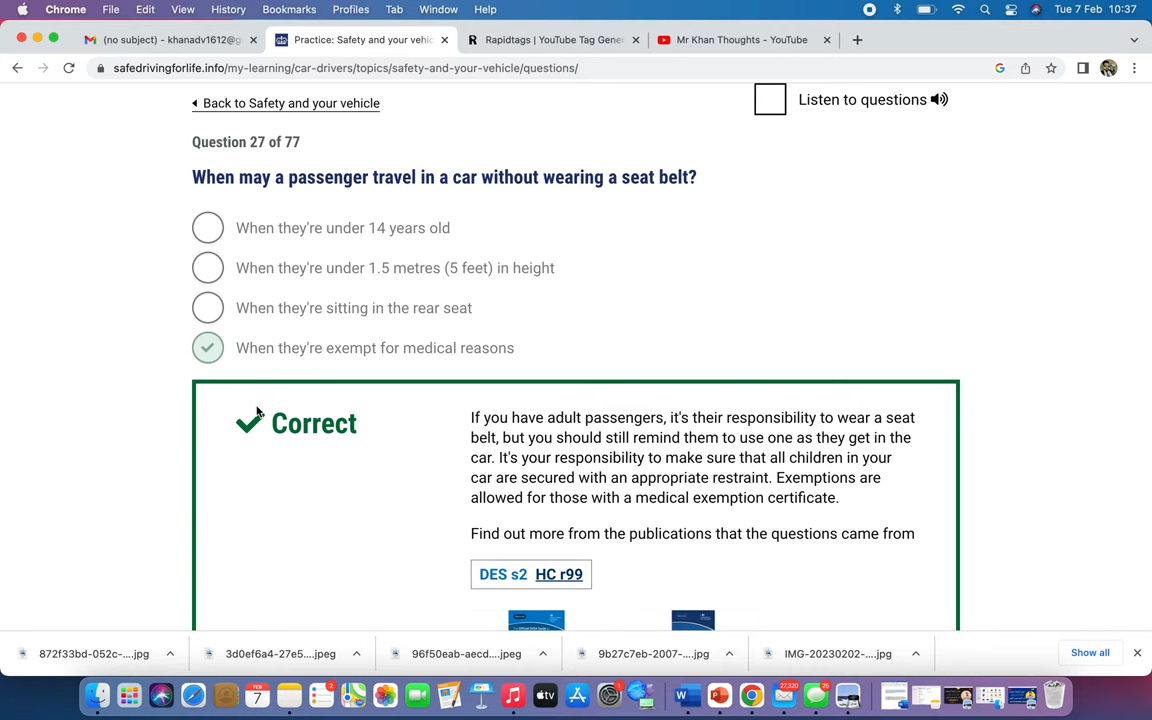 Chrome File Edit View History Bookmarks Profiles Tab Window Help Tue 7 Feb 10:37
(no subject) - khanadv1612@g Practice: Safety and your vehic Rapidtags | YouTube Tag Gene Mr Khan Thoughts - YouTube
safedrivingforlife.info/my-learning/car-drivers/topics/safety-and-your-vehicle/questions/
Back to Safety and your vehicle Listen to questions
Question 27 of 77
When may a passenger travel in a car without wearing a seat belt?
When they're under 14 years old
When they're under 1.5 metres (5 feet) in height
When they're sitting in the rear seat
When they're exempt for medical reasons
Correct
If you have adult passengers, it's their responsibility to wear a seat
belt, but you should still remind them to use one as they get in the
car. It's your responsibility to make sure that all children in your
car are secured with an appropriate restraint. Exemptions are
allowed for those with a medical exemption certificate.
Find out more from the publications that the questions came from
DES s2 HC r99
872f33bd-052c-....jpg 3d0ef6a4-27e5....jpeg 96f50eab-aecd....jpeg 9b27c7eb-2007-....jpg IMG-20230202-....jpg Show all
FEB
7
2
1
27,320
25